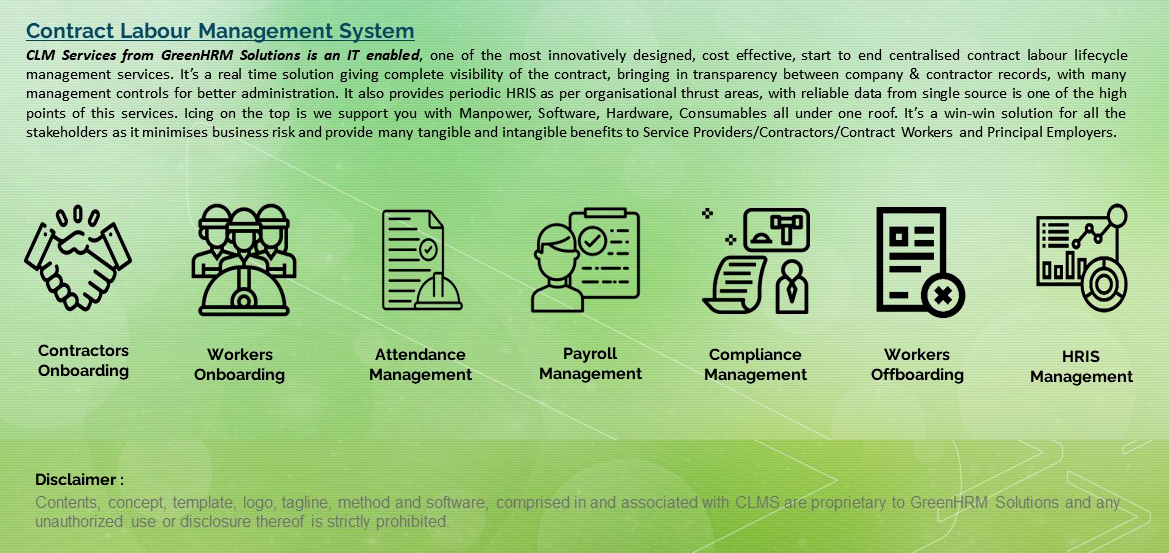 Contract Labour Management System
CLM Services from GreenHRM Solutions is an IT enabled, one of the most innovatively designed, cost effective, start to end centralised contract labour lifecycle
management services. It's a real time solution giving complete visibility of the contract, bringing in transparency between company & contractor records, with many
management controls for better administration. It also provides periodic HRIS as per organisational thrust areas, with reliable data from single source is one of the high
points of this services. Icing on the top is we support you with Manpower, Software, Hardware, Consumables all under one roof. It's a win-win solution for all the
stakeholders as it minimises business risk and provide many tangible and intangible benefits to Service Providers/Contractors/Contract Workers and Principal Employers.
Contractors
Onboarding
Workers
Onboarding
Attendance
Management
Payroll
Management
Compliance
Management
Workers
Offboarding
HRIS
Management
Disclaimer :
Contents, concept, template, logo, tagline, method and software, comprised in and associated with CLMS are proprietary to GreenHRM Solutions and any
unauthorized use or disclosure thereof is strictly prohibited.